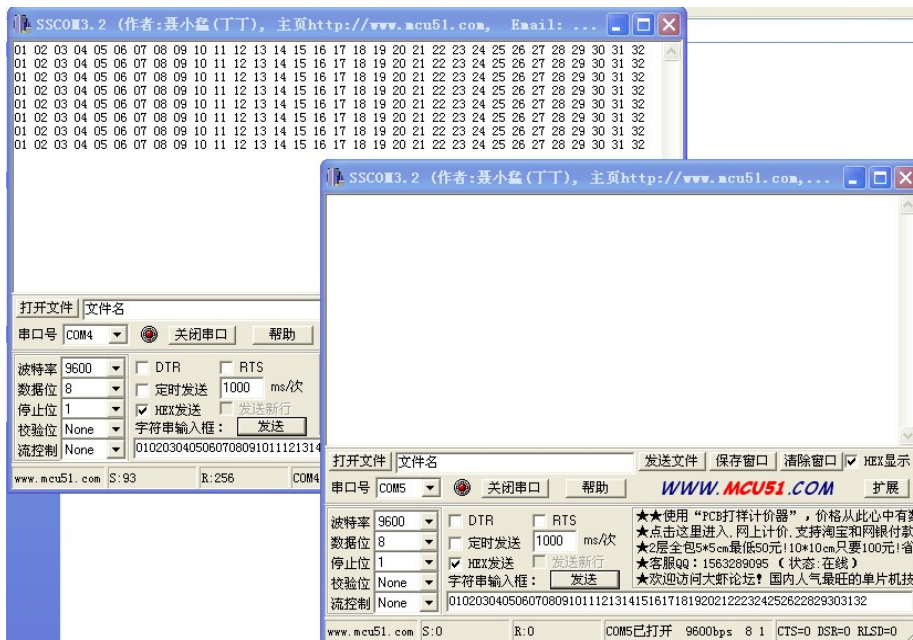 SSCOM3.2 (作者:聂小猛(丁丁), 主页http://www.mcu51.com, Email: ...
01 02 03 04 05 06 07 08 09 10 11 12 13 14 15 16 17 18 19 20 21 22 23 24 25 26 27 28 29 30 31 32
01 02 03 04 05 06 07 08 09 10 11 12 13 14 15 16 17 18 19 20 21 22 23 24 25 26 27 28 29 30 31 32
01 02 03 04 05 06 07 08 09 10 11 12 13 14 15 16 17 18 19 20 21 22 23 24 25 26 27 28 29 30 31 32
01 02 03 04 05 06 07 08 09 10 11 12 13 14 15 16 17 18 19 20 21 22 23 24 25 26 27 28 29 30 31 32
01 02 03 04 05 06 07 08 09 10 11 12 13 14 15 16 17 18 19 20 21 22 23 24 25 26 27 28 29 30 31 32
01 02 03 04 05 06 07 08 09 10 11 12 13 14 15 16 17 18 19 20 21 22 23 24 25 26 27 28 29 30 31 32
01 02 03 04 05 06 07 08 09 10 11 12 13 14 15 16 17 18 19 20 21 22 23 24 25 26 27 28 29 30 31 32
01 02 03 04 05 06 07 08 09 10 11 12 13 14 15 16 17 18 19 20 21 22 23 24 25 26 27 28 29 30 31 32
打开文件 文件名
串口号 COM4 关闭串口 帮助
波特率 9600 DTR RTS
数据位 8 定时发送 1000 ms/次
停止位 1 HEX发送 发送新行
校验位 None 字符串输入框: 发送
流控制 None 0102030405060708091011121314
www.mcu51.com S:93 R:256 COM4
SSCOM3.2 (作者:聂小猛(丁丁), 主页http://www.mcu51.com,...
打开文件 文件名 发送文件 保存窗口 清除窗口 HEX显示
串口号 COM5 关闭串口 帮助 WWW.MCU51.COM 扩展
波特率 9600 DTR RTS
数据位 8 定时发送 1000 ms/次
停止位 1 HEX发送 发送新行
校验位 None 字符串输入框: 发送
流控制 None 010203040506070809101112131415161718192021222324252622829303132
★★使用“PCB打样计价器”,价格从此心中有数
★点击这里进入,网上计价,支持淘宝和网银付款
★2层全包5*5cm最低50元!10*10cm只要100元!省
★客服QQ:1563289095 (状态:在线)
★欢迎访问大虾论坛!国内人气最旺的单片机技
www.mcu51.com S:0 R:0 COM5已打开 9600bps 8 1 CTS=0 DSR=0 RLSD=0